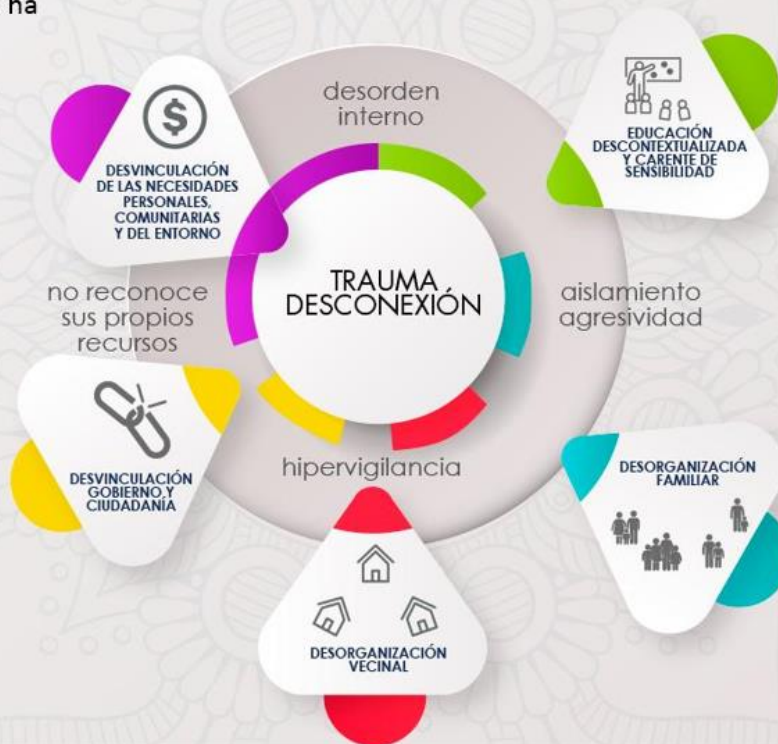 na
desorden
interno
$
DESVINCULACIÓN
DE LAS NECESIDADES
PERSONALES,
COMUNITARIAS
Y DEL ENTORNO
EDUCACIÓN
DESCONTEXTUALIZADA
Y CARENTE DE
SENSIBILIDAD
TRAUMA
DESCONEXIÓN
no reconoce
sus propios
recursos
aislamiento
agresividad
DESVINCULACIÓN
GOBIERNO Y
CIUDADANÍA
hipervigilancia
DESORGANIZACIÓN
FAMILIAR
DESORGANIZACIÓN
VECINAL